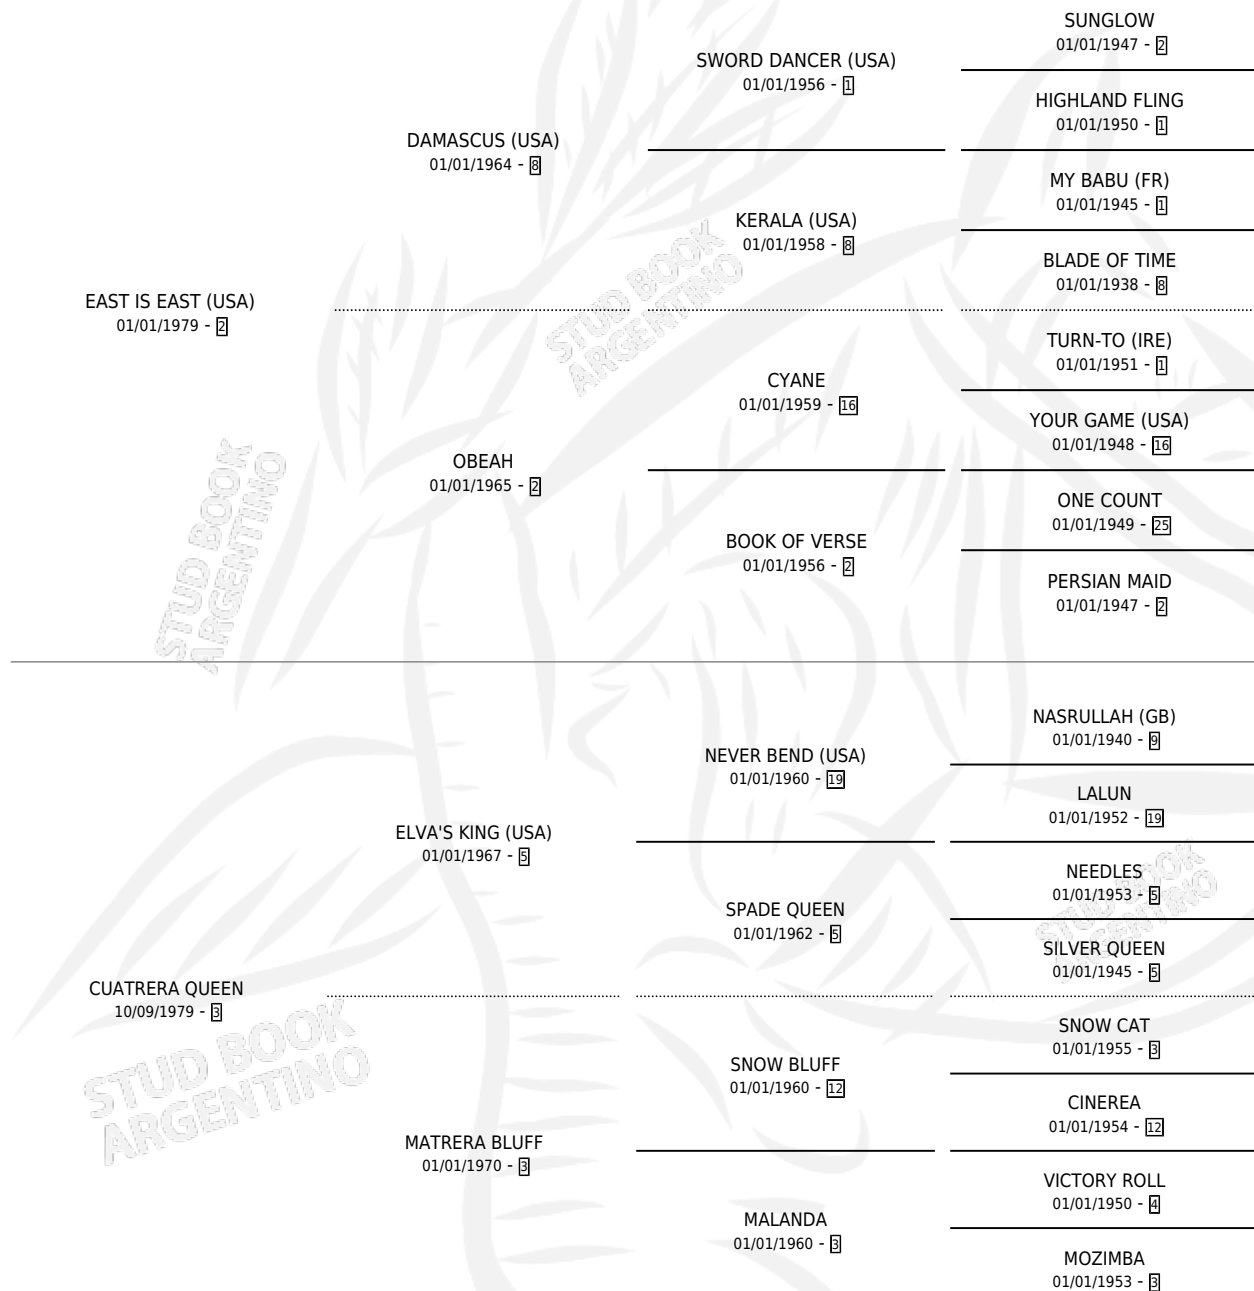 SUNGLOW
01/01/1947 - 2
SWORD DANCER (USA)
01/01/1956 - 1
HIGHLAND FLING
01/01/1950 - 1
DAMASCUS (USA)
01/01/1964 - 8
MY BABU (FR)
01/01/1945 - 1
KERALA (USA)
01/01/1958 - 8
BLADE OF TIME
01/01/1938 - 8
EAST IS EAST (USA)
01/01/1979 - 2
STUD BOOK
ARGENTINO
TURN-TO (IRE)
01/01/1951 - 1
CYANE
01/01/1959 - 16
YOUR GAME (USA)
01/01/1948 - 16
OBEAH
01/01/1965 - 2
ONE COUNT
01/01/1949 - 25
BOOK OF VERSE
01/01/1956 - 2
PERSIAN MAID
01/01/1947 - 2
STUD BOOK
ARGENTINO
NASRULLAH (GB)
01/01/1940 - 9
NEVER BEND (USA)
01/01/1960 - 19
LALUN
01/01/1952 - 19
ELVA'S KING (USA)
01/01/1967 - 5
NEEDLES
01/01/1953 - 5
SPADE QUEEN
01/01/1962 - 5
SILVER QUEEN
01/01/1945 - 5
STUD BOOK
ARGENTINO
CUATRERA QUEEN
10/09/1979 - 3
SNOW CAT
01/01/1955 - 3
SNOW BLUFF
01/01/1960 - 12
CINEREA
01/01/1954 - 12
STUD BOOK
ARGENTINO
MATRERA BLUFF
01/01/1970 - 3
VICTORY ROLL
01/01/1950 - 4
MALANDA
01/01/1960 - 3
MOZIMBA
01/01/1953 - 3